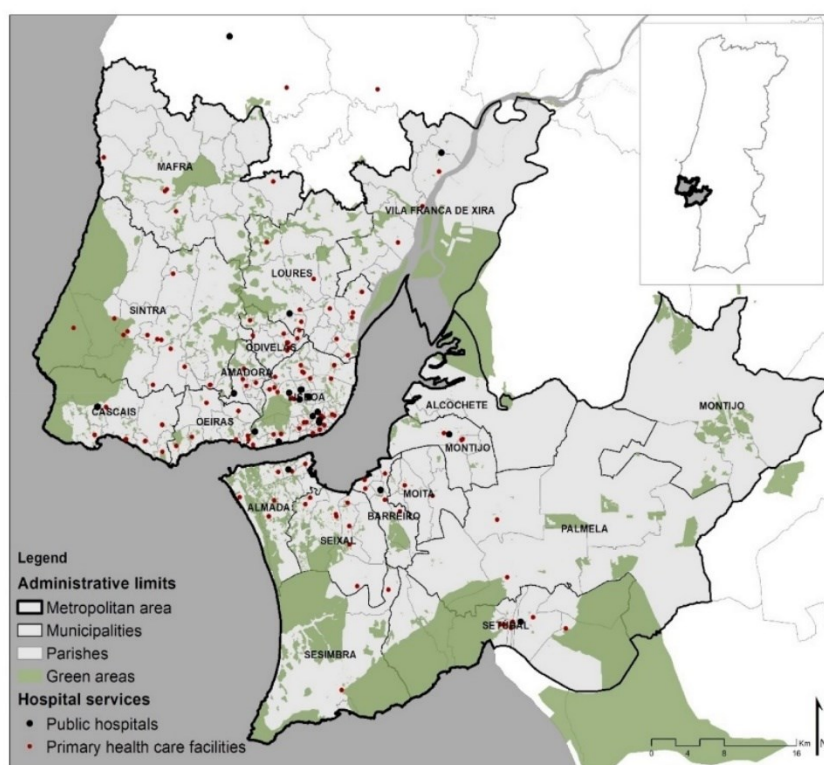 MAFRA
VILA FRANCA DE XIRA
LOURES
SINTRA
ODIVELAS
AMADORA
CASCAIS
OEIRAS
ALCOCHETE
MONTIJO
MONTIJO
MOITA
ALMADA
BARREIRO
SEIXAL
PALMELA
SETUBAL
SESIMBRA
Legend
Administrative limits
Metropolitan area
Municipalities
Parishes
Green areas
Hospital services
Public hospitals
Primary health care facilities
Km
0 4 8 16
N